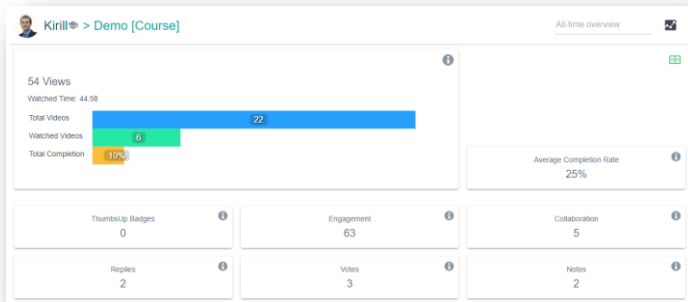 Kirill > Demo [Course]
All-time overview
54 Views
Watched Time: 44:58
Total Videos 22
Watched Videos 6
Total Completion 10%
Average Completion Rate
25%
ThumbsUp Badges
0
Engagement
63
Collaboration
5
Replies
2
Votes
3
Notes
2